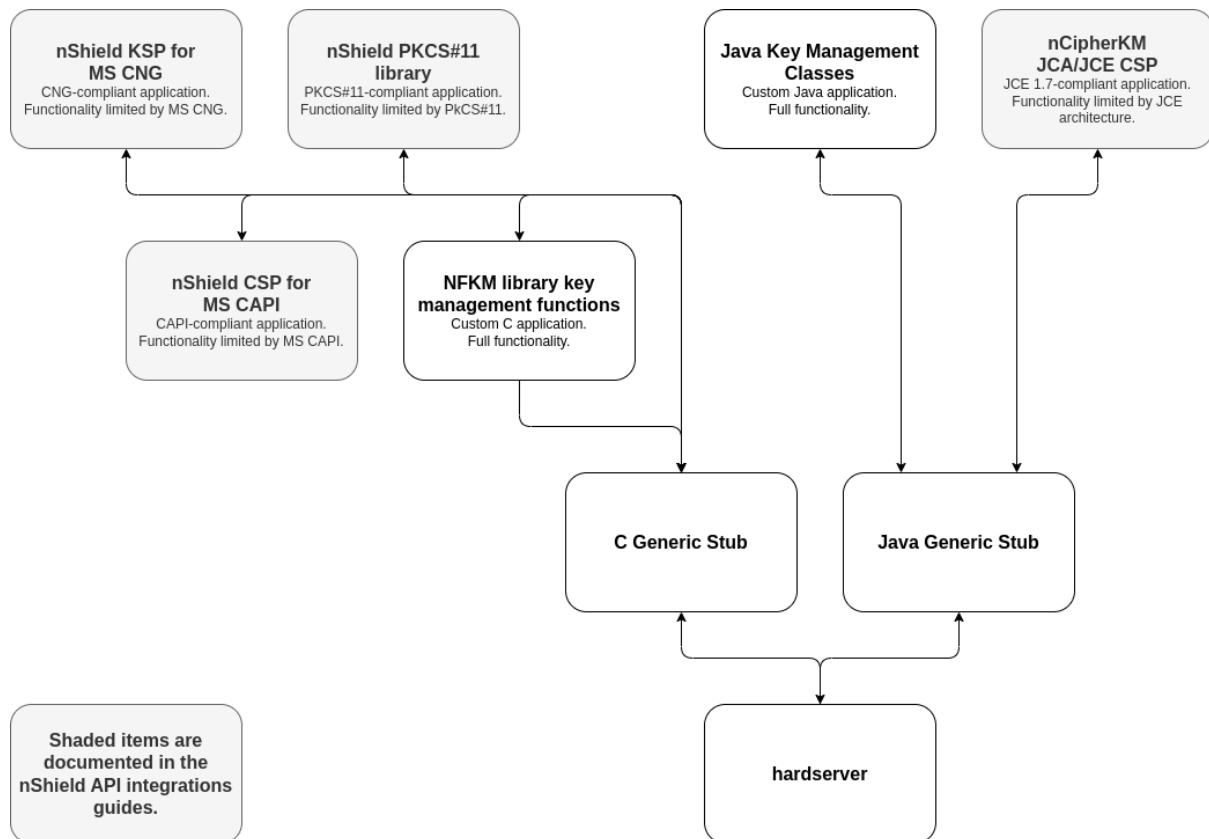 nShield KSP for
MS CNG
CNG-compliant application.
Functionality limited by MS CNG.
nShield PKCS#11
library
PKCS#11-compliant application.
Functionality limited by PkCS#11.
Java Key Management
Classes
Custom Java application.
Full functionality.
nCipherKM
JCA/JCE CSP
JCE 1.7-compliant application.
Functionality limited by JCE
architecture.
nShield CSP for
MS CAPI
CAPI-compliant application.
Functionality limited by MS CAPI.
NFKM library key
management functions
Custom C application.
Full functionality.
C Generic Stub
Java Generic Stub
Shaded items are
documented in the
nShield API integrations
guides.
hardserver